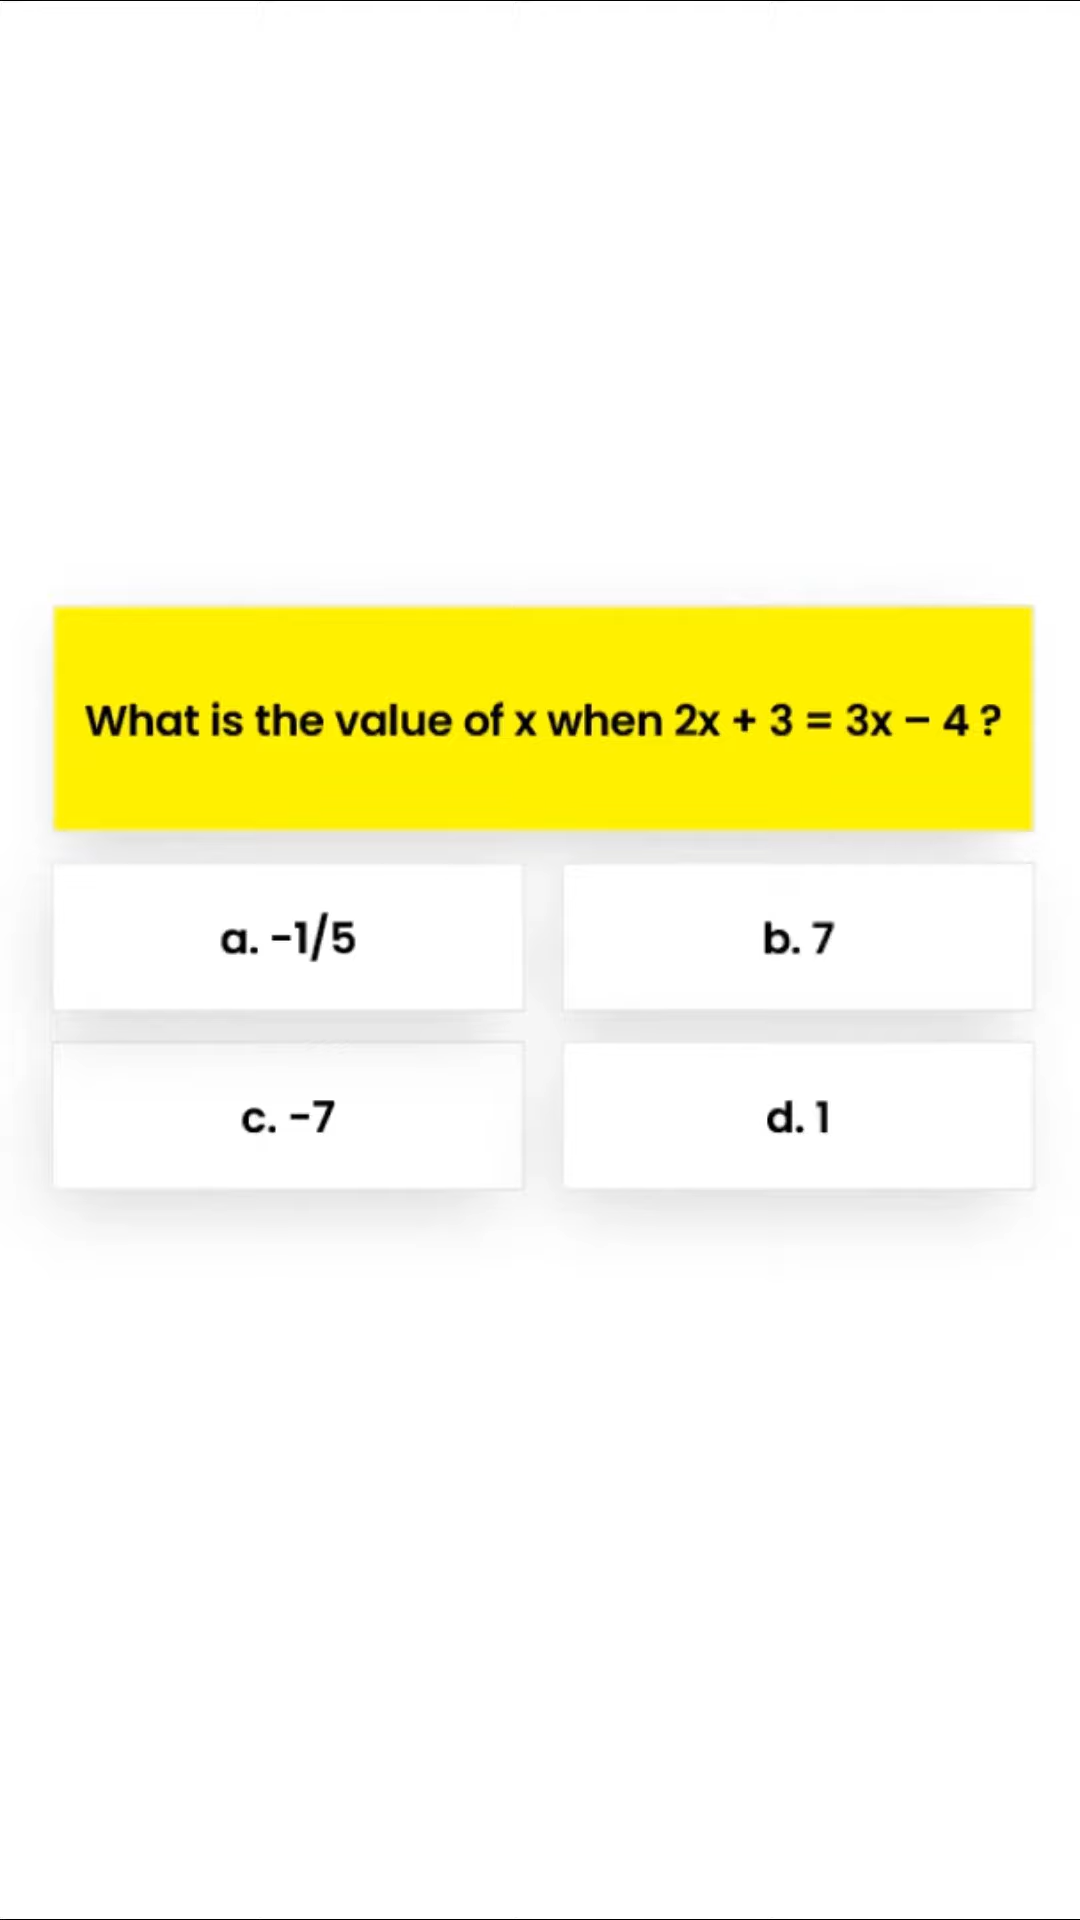 What is the value of x when 2x + 3 = 3x – 4 ?
a. -1/5
b. 7
c. -7
d. 1